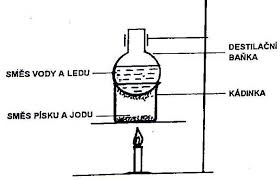 DESTILAČNÍ
BAŇKA
SMĚS VODY A LEDU
KÁDINKA
SMĚS PÍSKU A JODU